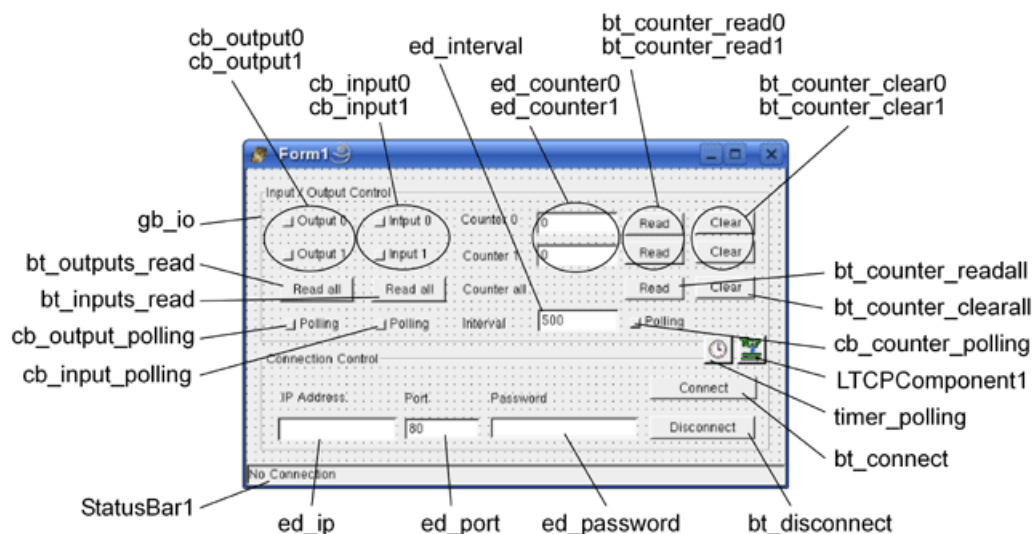 cb_output0
cb_output1
cb_input0
cb_input1
ed_interval
ed_counter0
ed_counter1
bt_counter_read0
bt_counter_read1
bt_counter_clear0
bt_counter_clear1
Form1
gb_io
Input / Output Control
Output 0 Intput 0 Counter 0 0 Read Clear
Output 1 Input 1 Counter 1 0 Read Clear
bt_outputs_read
bt_inputs_read
Read all Read all Counter all Read Clear
bt_counter_readall
bt_counter_clearall
cb_output_polling
Polling Polling Interval 500 Polling
cb_counter_polling
cb_input_polling
Connection Control
LTCPComponent1
timer_polling
IP Address: Port Password Connect
80 Disconnect
bt_connect
No Connection
StatusBar1
ed_ip
ed_port
ed_password
bt_disconnect